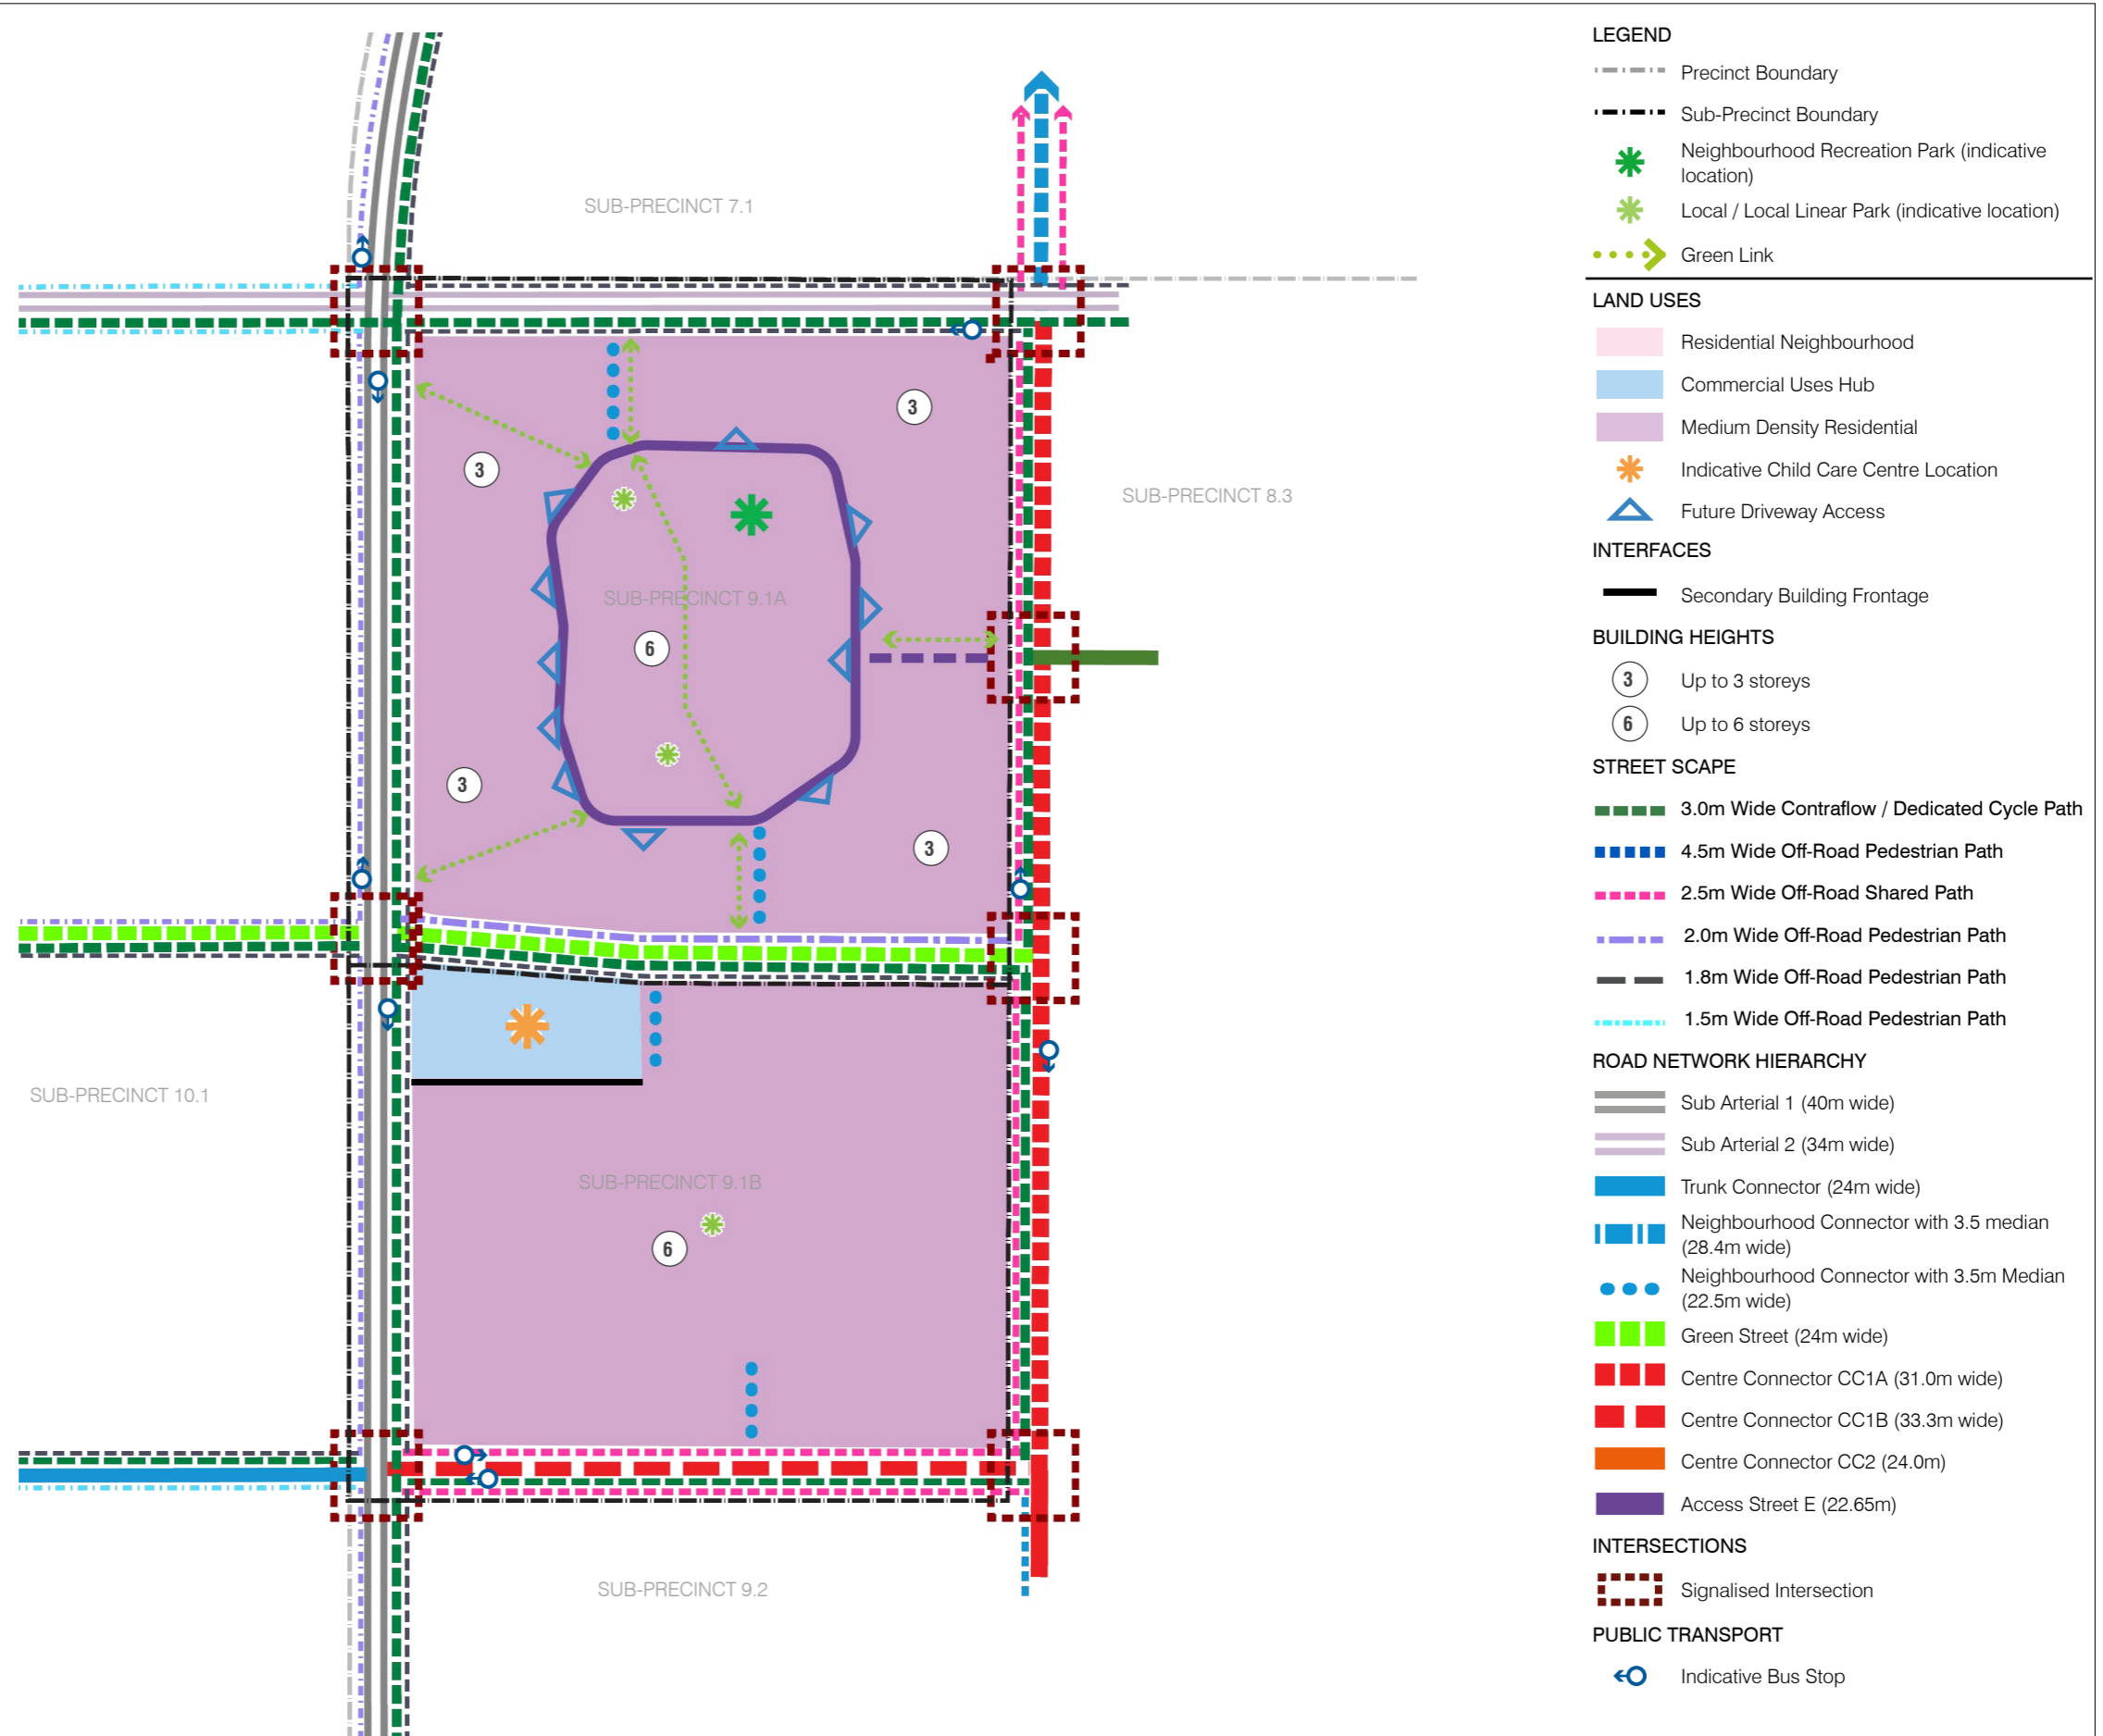 SUB-PRECINCT 7.1
3
3
SUB-PRECINCT 8.3
SUB-PRECINCT 9.1A
6
3
3
SUB-PRECINCT 10.1
SUB-PRECINCT 9.1B
6
SUB-PRECINCT 9.2
LEGEND
Precinct Boundary
Sub-Precinct Boundary
Neighbourhood Recreation Park (indicative
location)
Local / Local Linear Park (indicative location)
Green Link
LAND USES
Residential Neighbourhood
Commercial Uses Hub
Medium Density Residential
Indicative Child Care Centre Location
Future Driveway Access
INTERFACES
Secondary Building Frontage
BUILDING HEIGHTS
3 Up to 3 storeys
6 Up to 6 storeys
STREET SCAPE
3.0m Wide Contraflow / Dedicated Cycle Path
4.5m Wide Off-Road Pedestrian Path
2.5m Wide Off-Road Shared Path
2.0m Wide Off-Road Pedestrian Path
1.8m Wide Off-Road Pedestrian Path
1.5m Wide Off-Road Pedestrian Path
ROAD NETWORK HIERARCHY
Sub Arterial 1 (40m wide)
Sub Arterial 2 (34m wide)
Trunk Connector (24m wide)
Neighbourhood Connector with 3.5 median
(28.4m wide)
Neighbourhood Connector with 3.5m Median
(22.5m wide)
Green Street (24m wide)
Centre Connector CC1A (31.0m wide)
Centre Connector CC1B (33.3m wide)
Centre Connector CC2 (24.0m)
Access Street E (22.65m)
INTERSECTIONS
Signalised Intersection
PUBLIC TRANSPORT
Indicative Bus Stop